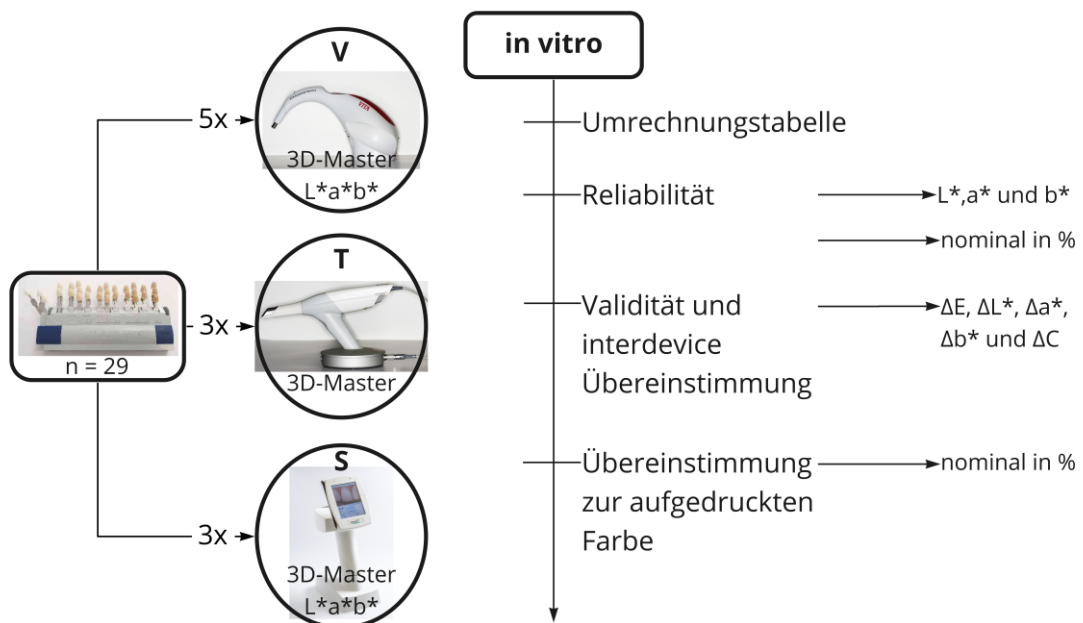 V
3D-Master
L*a*b*
5x
T
3D-Master
3x
n = 29
S
3D-Master
L*a*b*
3x
in vitro
Umrechnungstabelle
Reliabilität
L*,a* und b*
nominal in %
Validität und
interdevice
Übereinstimmung
ΔE, ΔL*, Δa*,
Δb* und ΔC
Übereinstimmung
zur aufgedruckten
Farbe
nominal in %
VITA